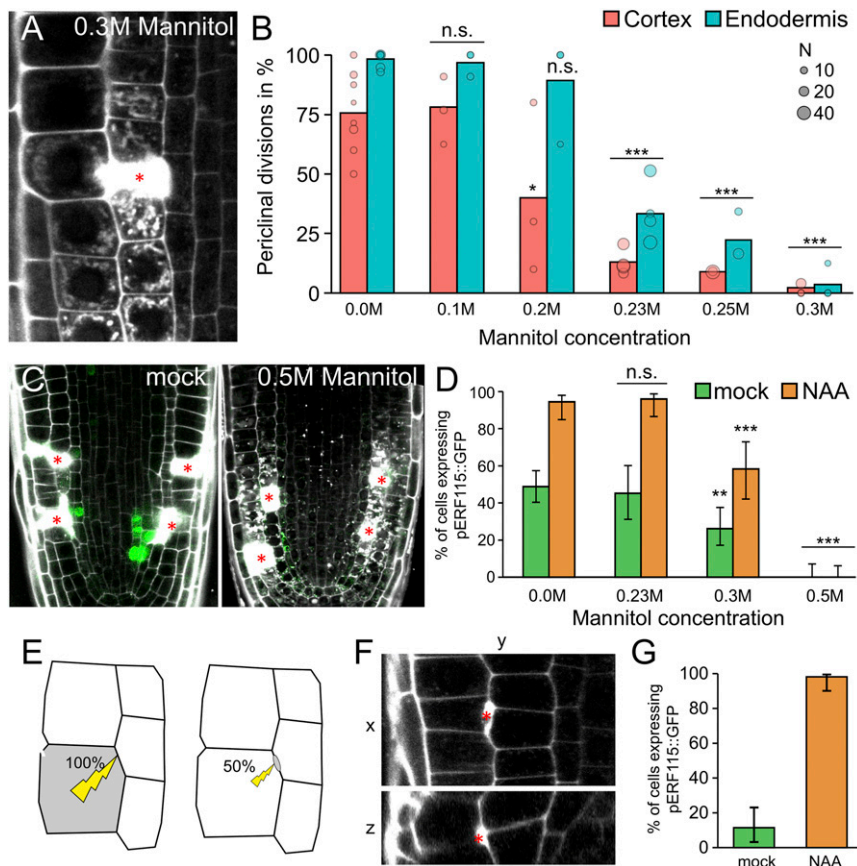 A 0.3M Mannitol
*
B
Cortex Endodermis
N
10
20
40
Periclinal divisions in %
100
75
50
25
0
n.s.
n.s.
*
***
***
***
0.0M 0.1M 0.2M 0.23M 0.25M 0.3M
Mannitol concentration
C mock 0.5M Mannitol
* * * * * * * *
D
mock NAA
% of cells expressing
pERF115::GFP
100
80
60
40
20
0
n.s.
**
***
***
0.0M 0.23M 0.3M 0.5M
Mannitol concentration
E
100%
50%
F
y
x
z
*
*
G
% of cells expressing
pERF115::GFP
100
80
60
40
20
0
mock NAA